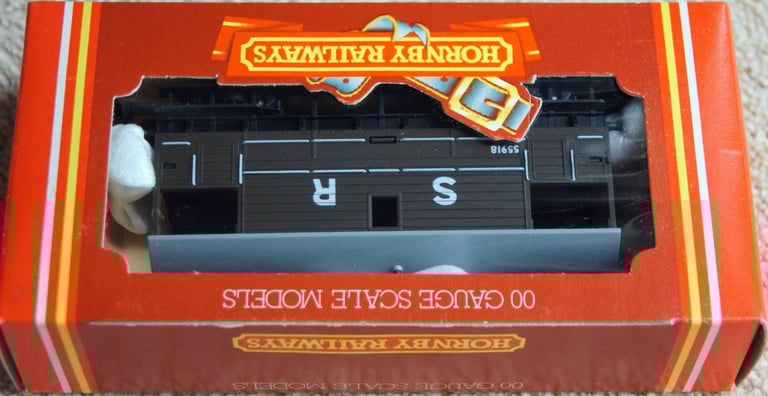 00 GAUGE SCALE MODELS
HORNBY RAILWAYS
00 GAUGE SCALE MODELS
S R
55918
HORNBY RAILWAYS